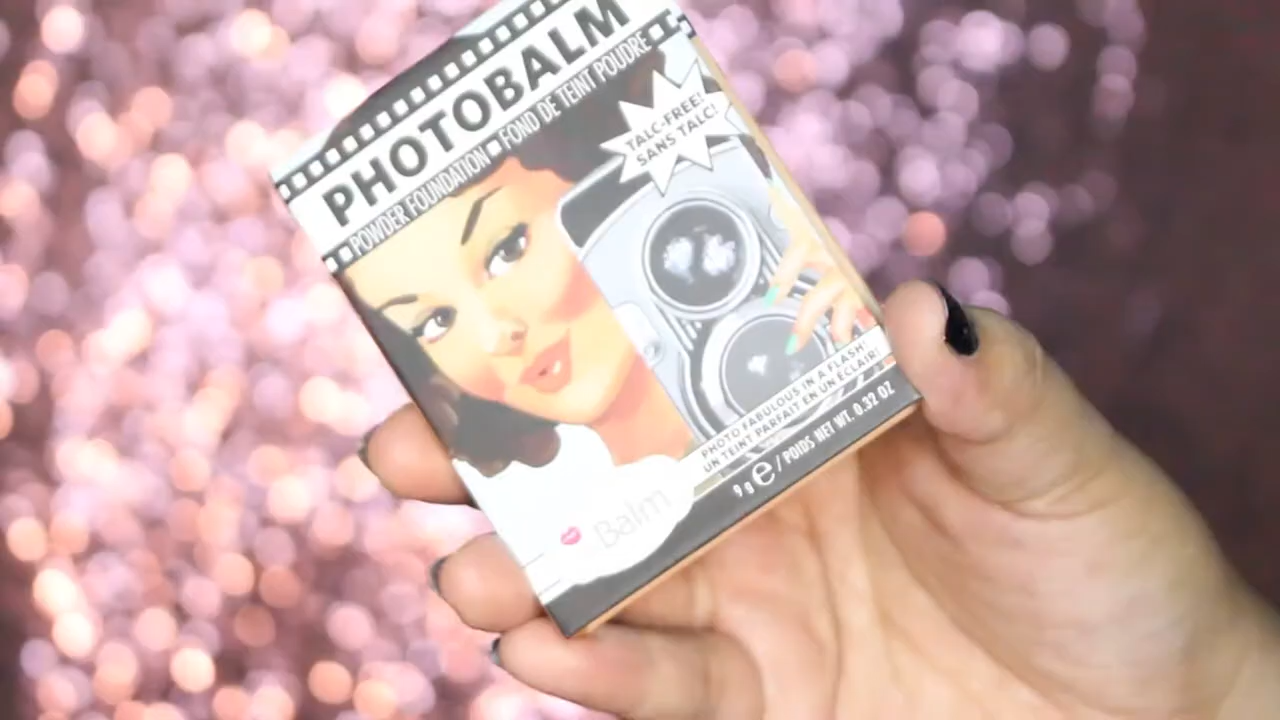 PHOTOBALM
POWDER FOUNDATION FOND DE TEINT POUDRE
TALC-FREE!
SANS TALC!
PHOTO FABULOUS IN A FLASH!
UN TEINT PARFAIT EN UN ÉCLAIR!
9 g e / POIDS NET WT. 0.32 OZ
Balm